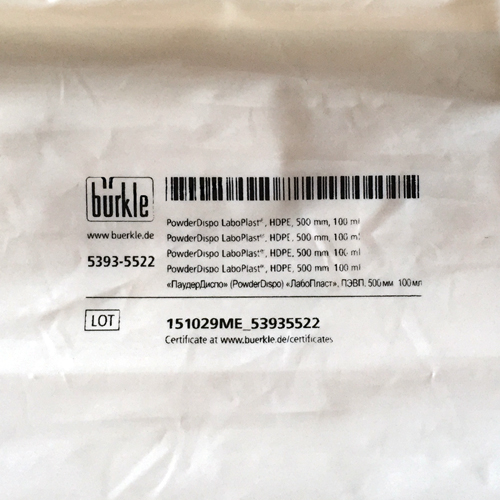 bürkle
www.buerkle.de
5393-5522
PowderDispo LaboPlast®, HDPE, 500 mm, 100 ml
PowderDispo LaboPlast®, HDPE, 500 mm, 100 ml
PowderDispo LaboPlast®, HDPE, 500 mm 100 ml
PowderDispo LaboPlast®, HDPE, 500 mm 100 ml
«ПаудерДиспо» (PowderDispo) «ЛабоПласт», ПЭВП, 500 мм 100 мл
LOT
151029ME_53935522
Certificate at www.buerkle.de/certificates